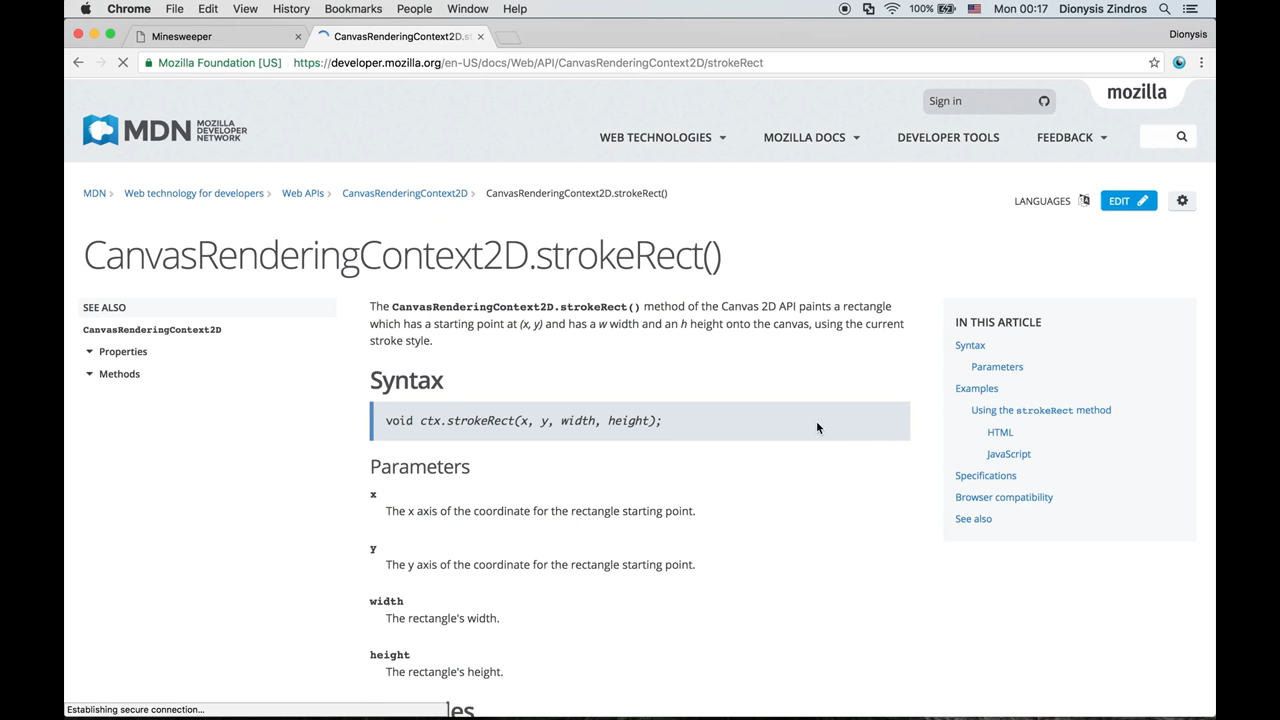 Chrome File Edit View History Bookmarks People Window Help 100% Mon 00:17 Dionysis Zindros
Minesweeper CanvasRenderingContext2D.s Dionysis
Mozilla Foundation [US] https://developer.mozilla.org/en-US/docs/Web/API/CanvasRenderingContext2D/strokeRect
Sign in mozilla
MDN MOZILLA
DEVELOPER
NETWORK
WEB TECHNOLOGIES MOZILLA DOCS DEVELOPER TOOLS FEEDBACK
MDN Web technology for developers Web APIs CanvasRenderingContext2D CanvasRenderingContext2D.strokeRect()
LANGUAGES EDIT
CanvasRenderingContext2D.strokeRect()
SEE ALSO
CanvasRenderingContext2D
Properties
Methods
The CanvasRenderingContext2D.strokeRect() method of the Canvas 2D API paints a rectangle
which has a starting point at (x, y) and has a w width and an h height onto the canvas, using the current
stroke style.
Syntax
void ctx.strokeRect(x, y, width, height);
Parameters
x
The x axis of the coordinate for the rectangle starting point.
y
The y axis of the coordinate for the rectangle starting point.
width
The rectangle's width.
height
The rectangle's height.
IN THIS ARTICLE
Syntax
Parameters
Examples
Using the strokeRect method
HTML
JavaScript
Specifications
Browser compatibility
See also
Establishing secure connection...